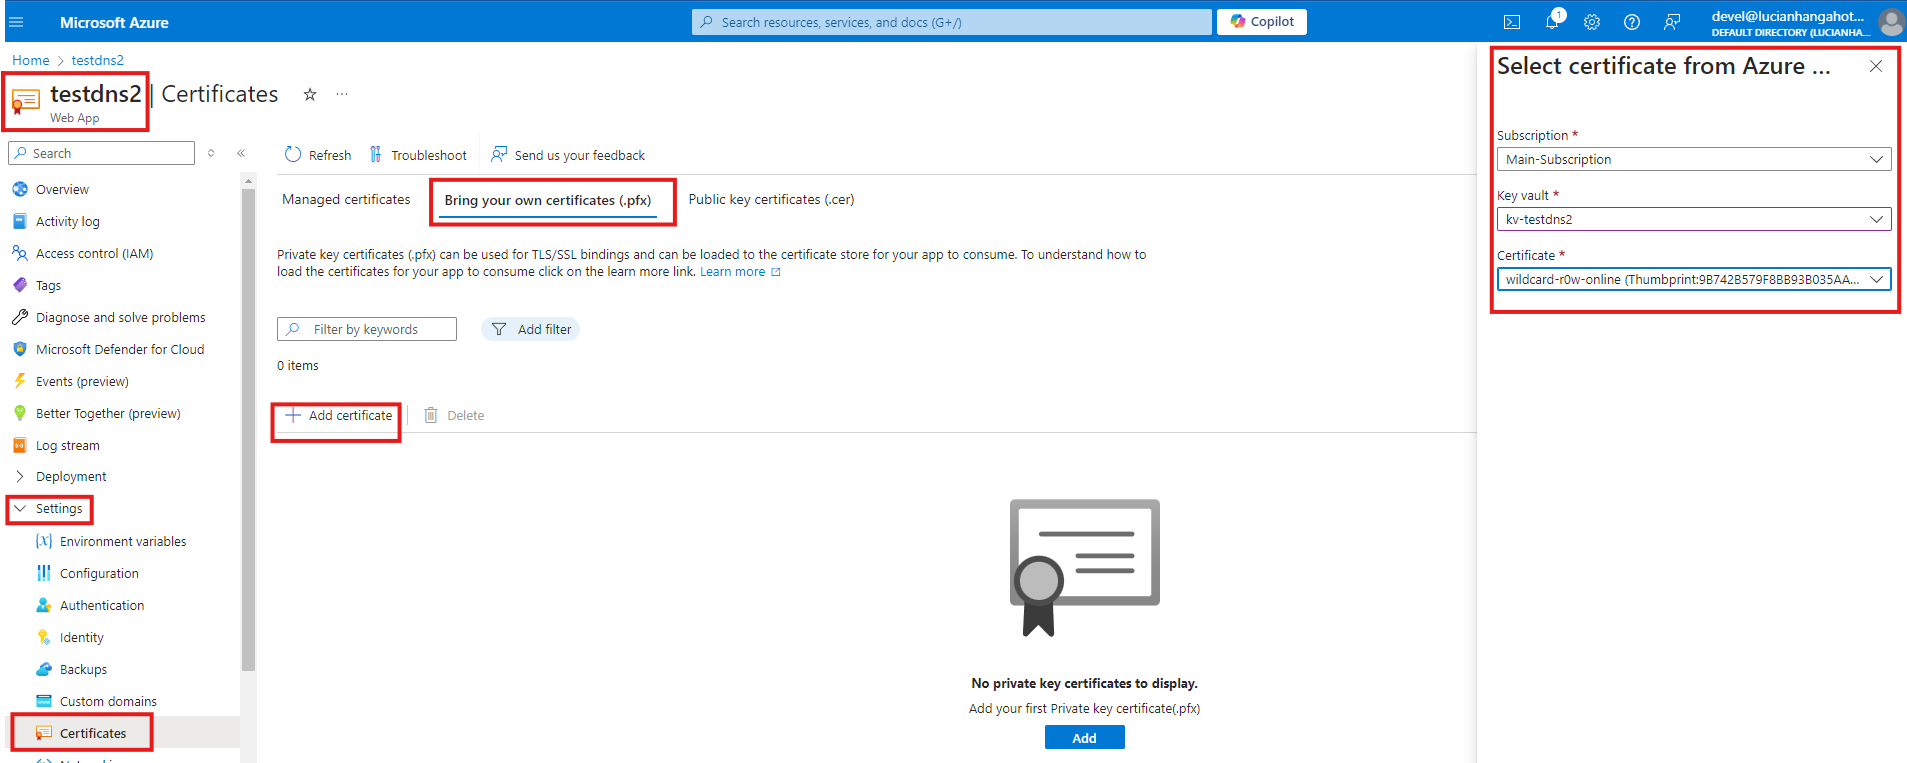 Microsoft Azure
Search resources, services, and docs (G+/)
Copilot
1
devel@lucianhangahot...
DEFAULT DIRECTORY (LUCIANHA...
Home > testdns2
testdns2 | Certificates
Web App
Search
Refresh
Troubleshoot
Send us your feedback
Managed certificates
Bring your own certificates (.pfx)
Public key certificates (.cer)
Private key certificates (.pfx) can be used for TLS/SSL bindings and can be loaded to the certificate store for your app to consume. To understand how to
load the certificates for your app to consume click on the learn more link. Learn more
Filter by keywords
Add filter
0 items
Add certificate
Delete
No private key certificates to display.
Add your first Private key certificate(.pfx)
Add
Overview
Activity log
Access control (IAM)
Tags
Diagnose and solve problems
Microsoft Defender for Cloud
Events (preview)
Better Together (preview)
Log stream
Deployment
Settings
Environment variables
Configuration
Authentication
Identity
Backups
Custom domains
Certificates
Select certificate from Azure ...
Subscription *
Main-Subscription
Key vault *
kv-testdns2
Certificate *
wildcard-r0w-online (Thumbprint:9B742B579F8BB93B035AA...